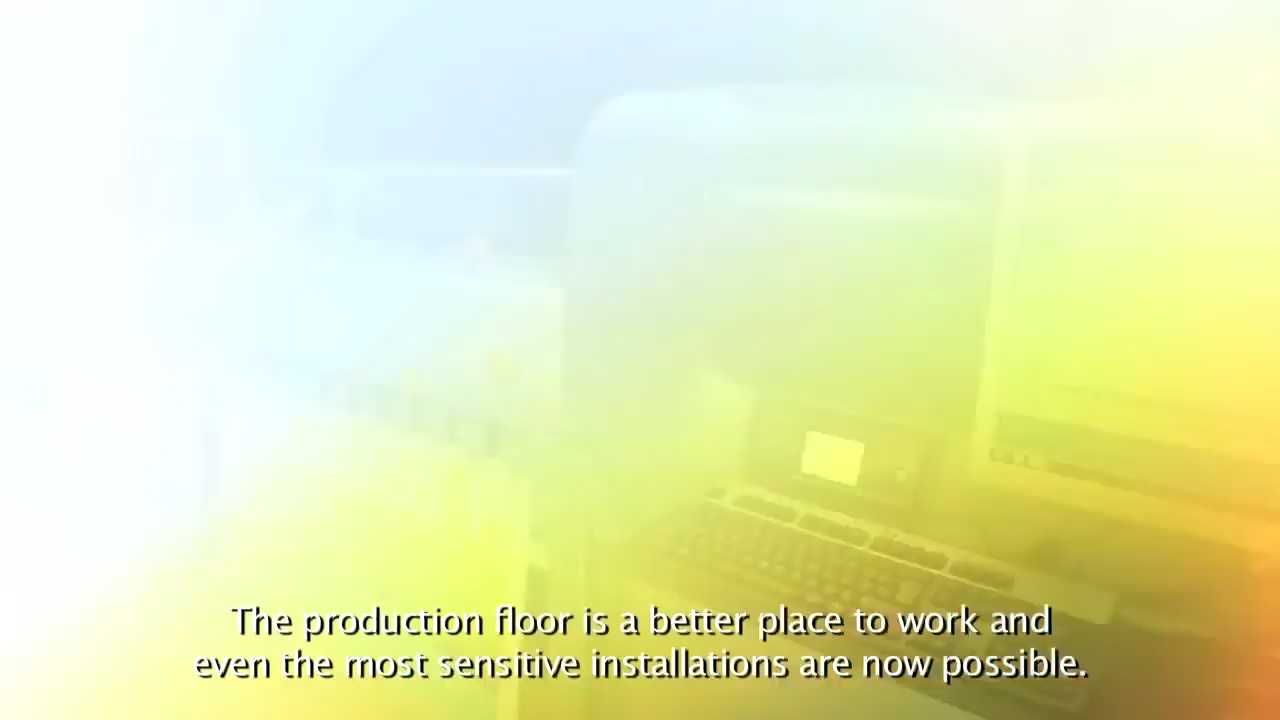 The production floor is a better place to work and
even the most sensitive installations are now possible.